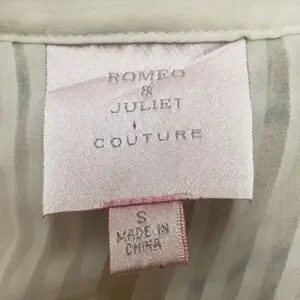 ROMEO
&
JULIET
COUTURE
S
MADE IN
CHINA